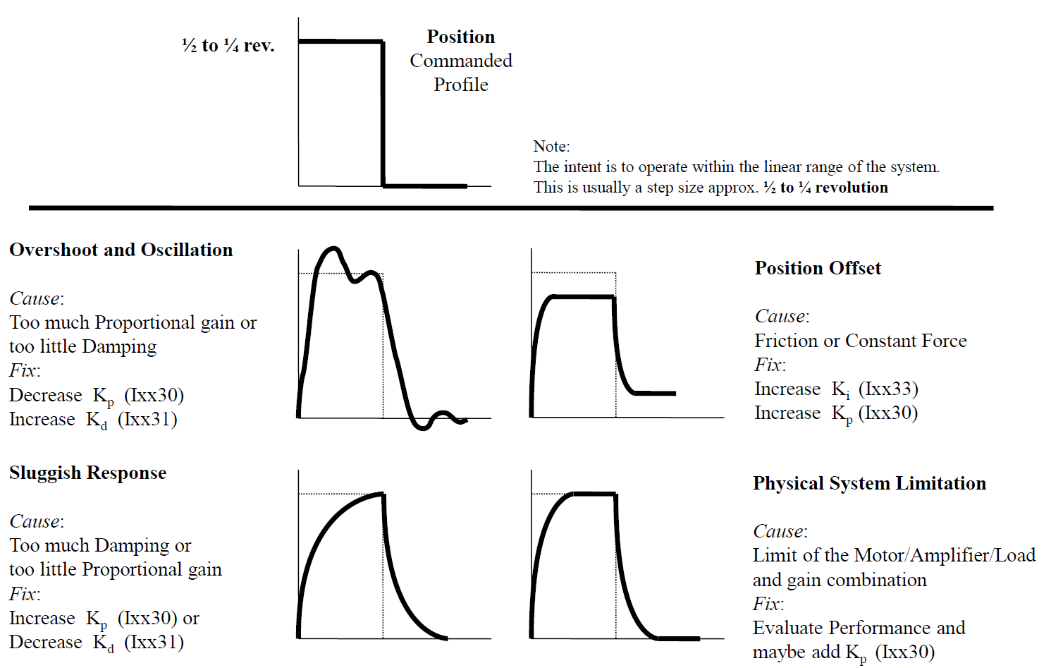 ½ to ¼ rev.
Position
Commanded
Profile
Note:
The intent is to operate within the linear range of the system.
This is usually a step size approx. ½ to ¼ revolution
Overshoot and Oscillation
Cause:
Too much Proportional gain or
too little Damping
Fix:
Decrease Kp (Ixx30)
Increase Kd (Ixx31)
Position Offset
Cause:
Friction or Constant Force
Fix:
Increase Ki (Ixx33)
Increase Kp (Ixx30)
Sluggish Response
Cause:
Too much Damping or
too little Proportional gain
Fix:
Increase Kp (Ixx30) or
Decrease Kd (Ixx31)
Physical System Limitation
Cause:
Limit of the Motor/Amplifier/Load
and gain combination
Fix:
Evaluate Performance and
maybe add Kp (Ixx30)